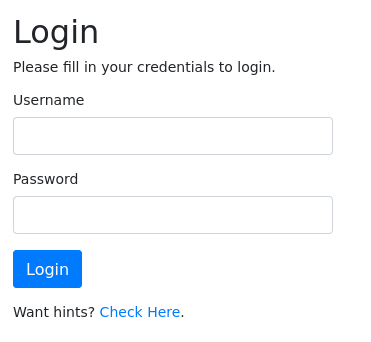 Login
Please fill in your credentials to login.
Username
Password
Login
Want hints? Check Here.